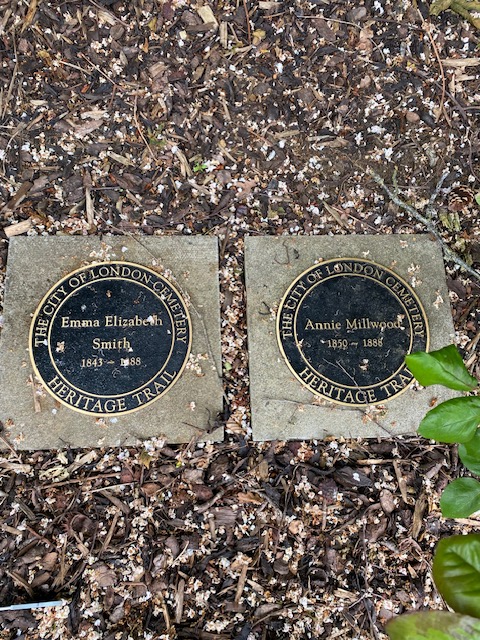 THE CITY OF LONDON CEMETERY
Emma Elizabeth
Smith
1843 - 1888
HERITAGE TRAIL
THE CITY OF LONDON CEMETERY
Annie Millwood
1850 - 1888
HERITAGE TRAIL